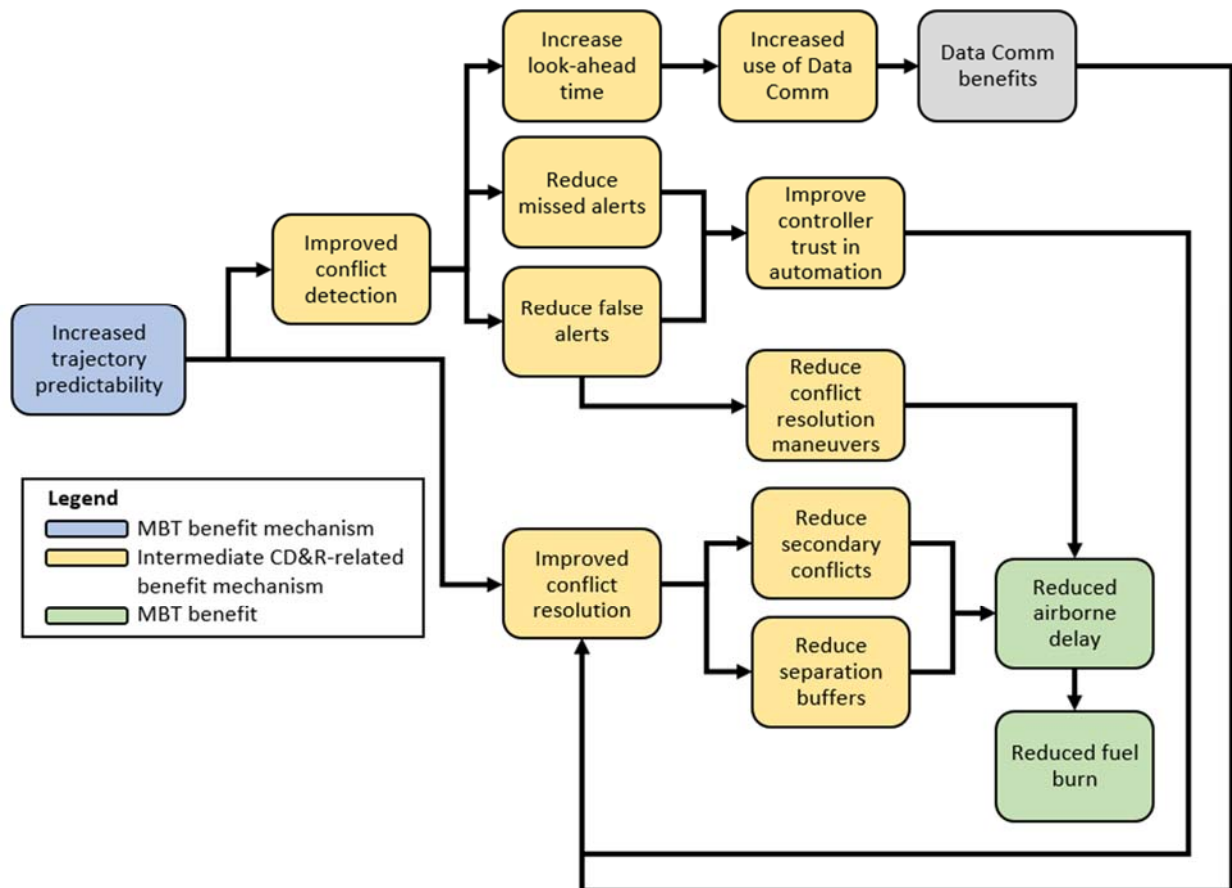 Increase
look-ahead
time
Increased
use of Data
Comm
Data Comm
benefits
Reduce
missed alerts
Improve
controller
trust in
automation
Improved
conflict
detection
Reduce false
alerts
Increased
trajectory
predictability
Reduce
conflict
resolution
maneuvers
Legend
MBT benefit mechanism
Intermediate CD&R-related
benefit mechanism
MBT benefit
Improved
conflict
resolution
Reduce
secondary
conflicts
Reduce
separation
buffers
Reduced
airborne
delay
Reduced fuel
burn